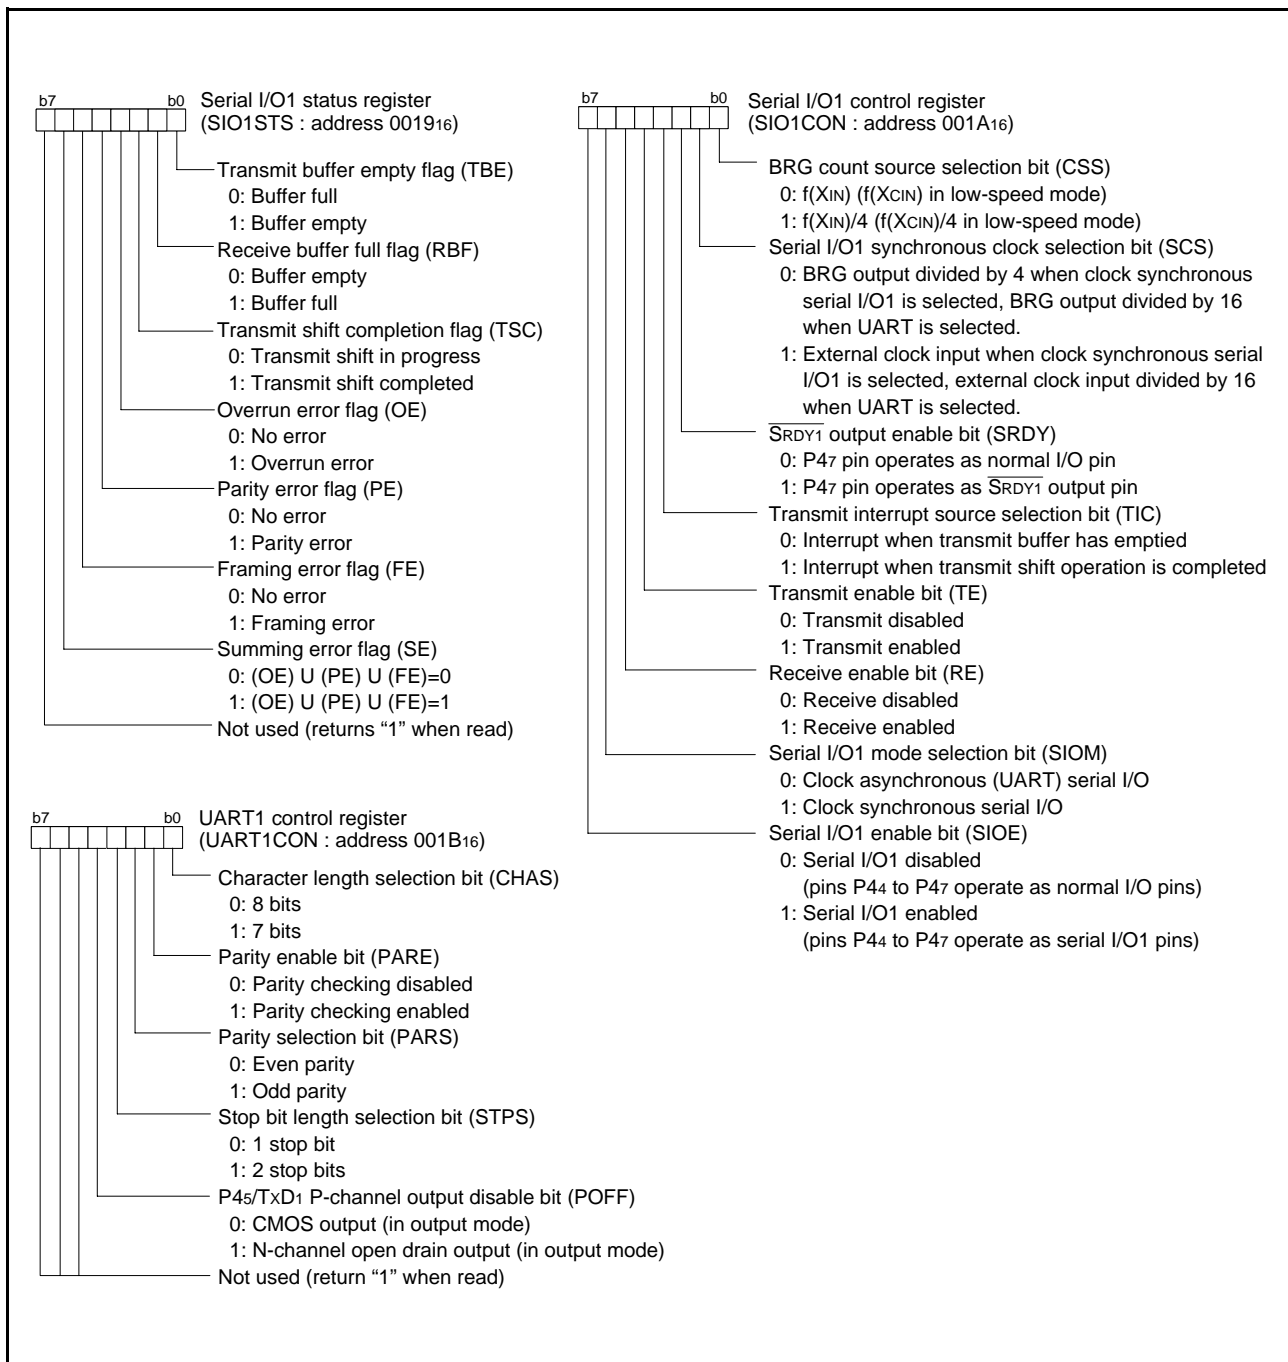 b7 b0 Serial I/O1 status register
(SIO1STS : address 0019₁₆)
Transmit buffer empty flag (TBE)
0: Buffer full
1: Buffer empty
Receive buffer full flag (RBF)
0: Buffer empty
1: Buffer full
Transmit shift completion flag (TSC)
0: Transmit shift in progress
1: Transmit shift completed
Overrun error flag (OE)
0: No error
1: Overrun error
Parity error flag (PE)
0: No error
1: Parity error
Framing error flag (FE)
0: No error
1: Framing error
Summing error flag (SE)
0: (OE) U (PE) U (FE)=0
1: (OE) U (PE) U (FE)=1
Not used (returns “1” when read)
b7 b0 UART1 control register
(UART1CON : address 001B₁₆)
Character length selection bit (CHAS)
0: 8 bits
1: 7 bits
Parity enable bit (PARE)
0: Parity checking disabled
1: Parity checking enabled
Parity selection bit (PARS)
0: Even parity
1: Odd parity
Stop bit length selection bit (STPS)
0: 1 stop bit
1: 2 stop bits
P45/TxD1 P-channel output disable bit (POFF)
0: CMOS output (in output mode)
1: N-channel open drain output (in output mode)
Not used (return “1” when read)
b7 b0 Serial I/O1 control register
(SIO1CON : address 001A₁₆)
BRG count source selection bit (CSS)
0: f(XIN) (f(XCIN) in low-speed mode)
1: f(XIN)/4 (f(XCIN)/4 in low-speed mode)
Serial I/O1 synchronous clock selection bit (SCS)
0: BRG output divided by 4 when clock synchronous
serial I/O1 is selected, BRG output divided by 16
when UART is selected.
1: External clock input when clock synchronous serial
I/O1 is selected, external clock input divided by 16
when UART is selected.
SRDY1 output enable bit (SRDY)
0: P47 pin operates as normal I/O pin
1: P47 pin operates as SRDY1 output pin
Transmit interrupt source selection bit (TIC)
0: Interrupt when transmit buffer has emptied
1: Interrupt when transmit shift operation is completed
Transmit enable bit (TE)
0: Transmit disabled
1: Transmit enabled
Receive enable bit (RE)
0: Receive disabled
1: Receive enabled
Serial I/O1 mode selection bit (SIOM)
0: Clock asynchronous (UART) serial I/O
1: Clock synchronous serial I/O
Serial I/O1 enable bit (SIOE)
0: Serial I/O1 disabled
(pins P44 to P47 operate as normal I/O pins)
1: Serial I/O1 enabled
(pins P44 to P47 operate as serial I/O1 pins)